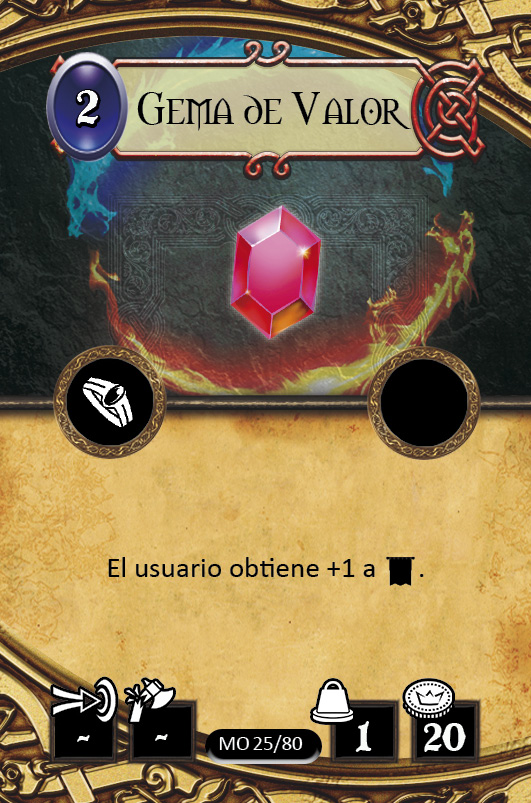 2
GEMA DE VALOR
El usuario obtiene +1 a .
~
~
MO 25/80
1
20